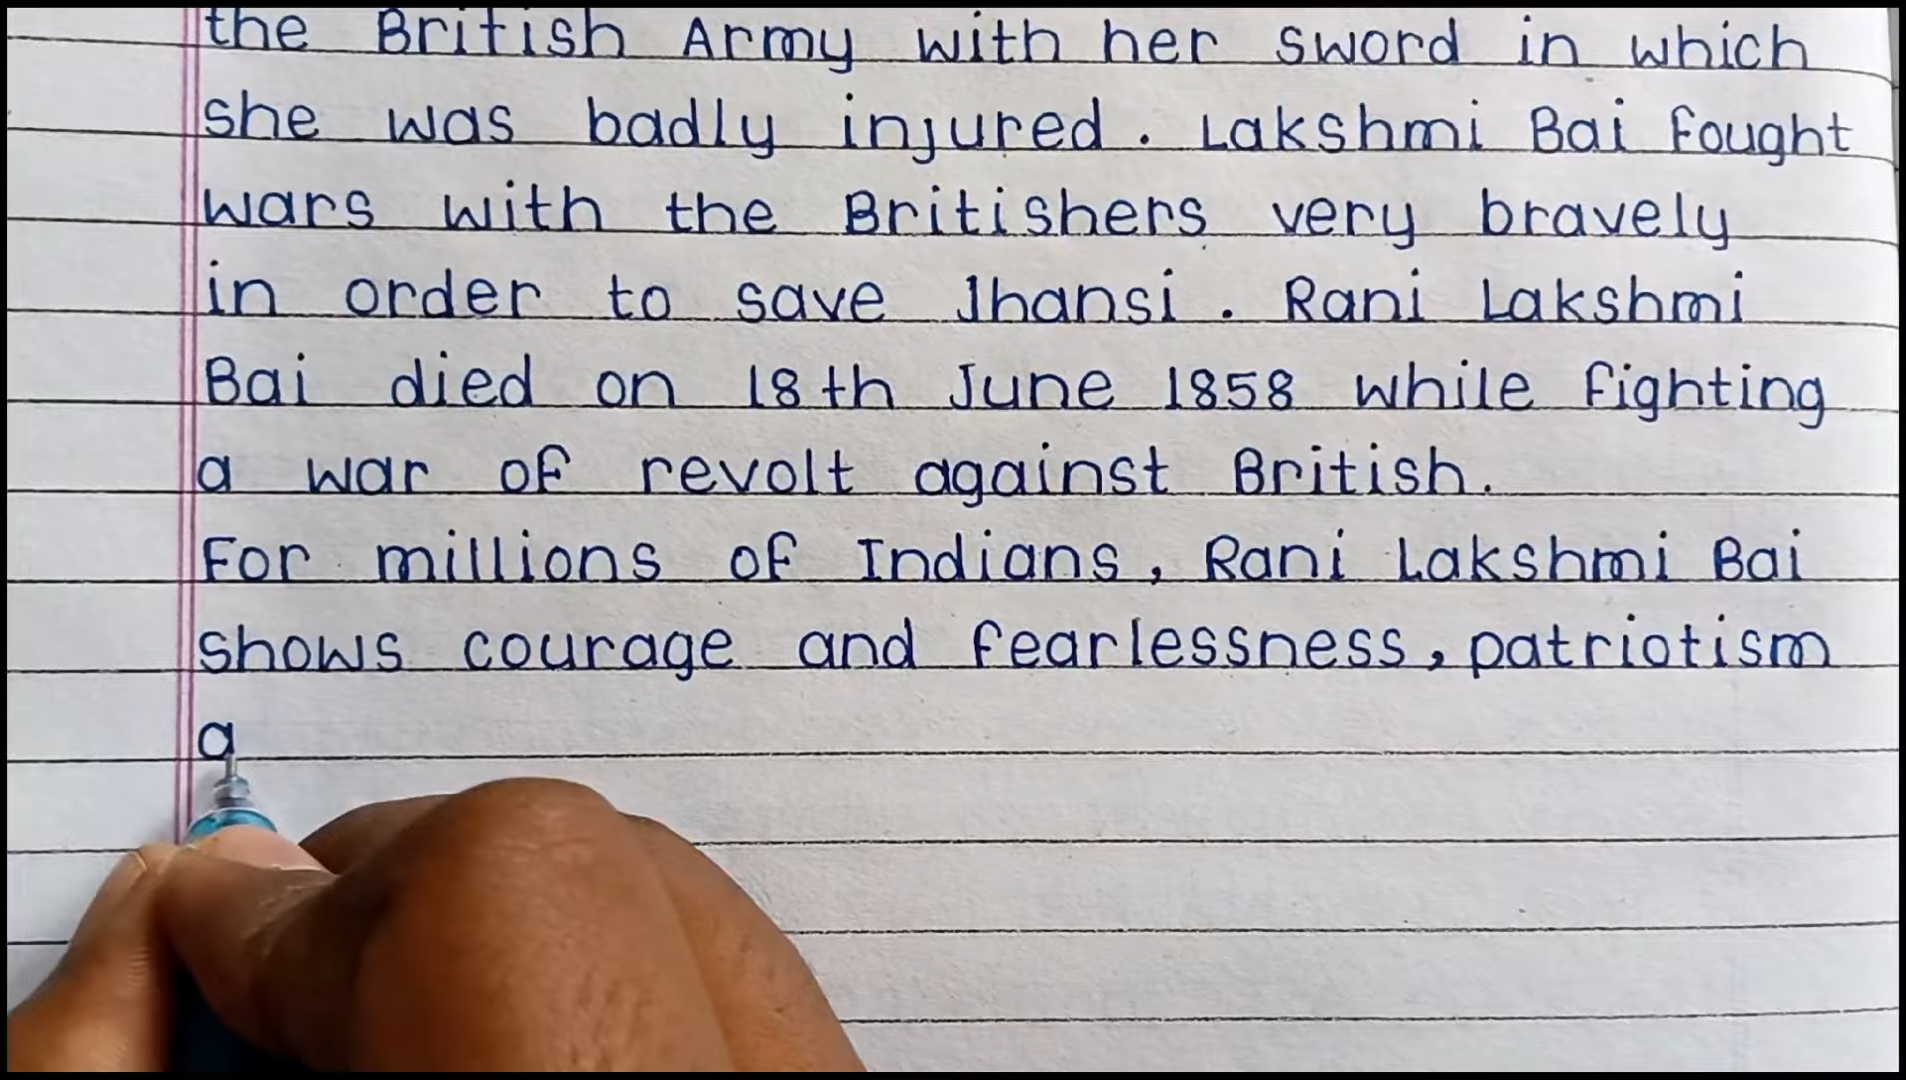 the British Army with her sword in which
she was badly injured. Lakshmi Bai fought
wars with the Britishers very bravely
in order to save Jhansi. Rani Lakshmi
Bai died on 18th June 1858 while fighting
a war of revolt against British.
For millions of Indians, Rani Lakshmi Bai
shows courage and fearlessness, patriotism
a